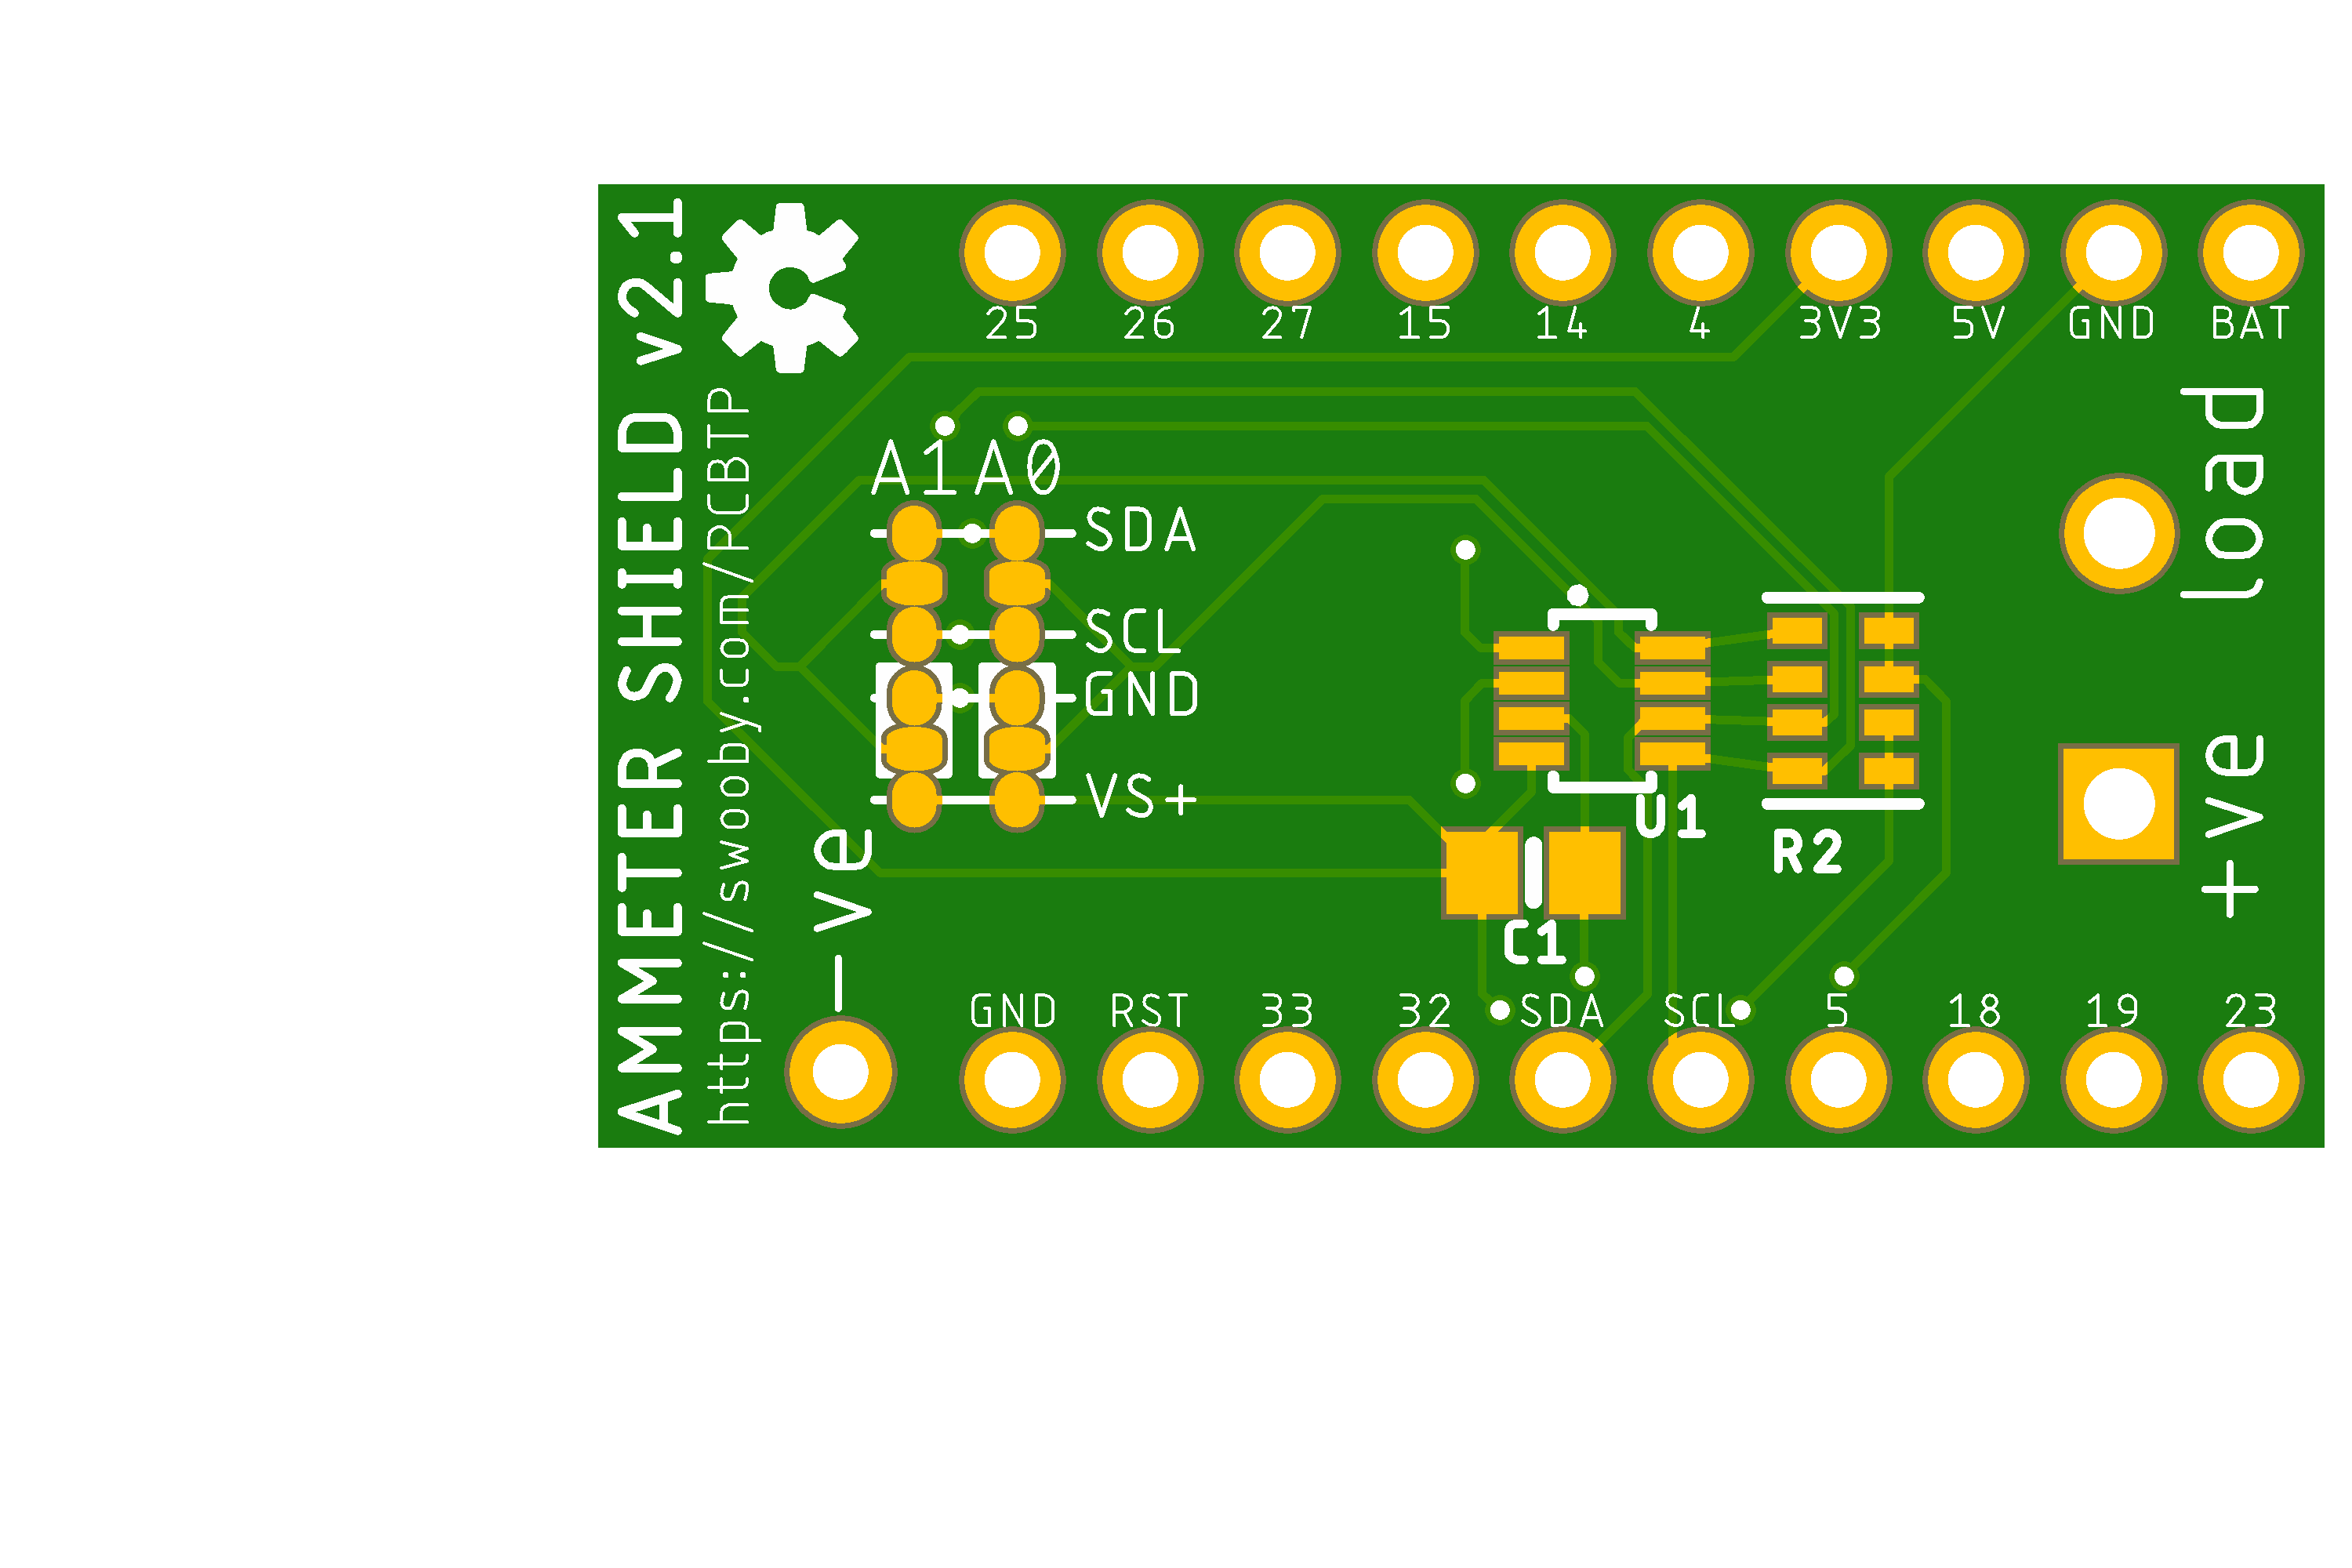 AMMETER SHIELD v2.1
https://swooby.com/PCBTP
25 26 27 15 14 4 3V3 5V GND BAT
A1 A0
SDA
SCL
GND
VS+
-ve
U1
R2
C1
load
+ve
GND RST 33 32 SDA SCL 5 18 19 23